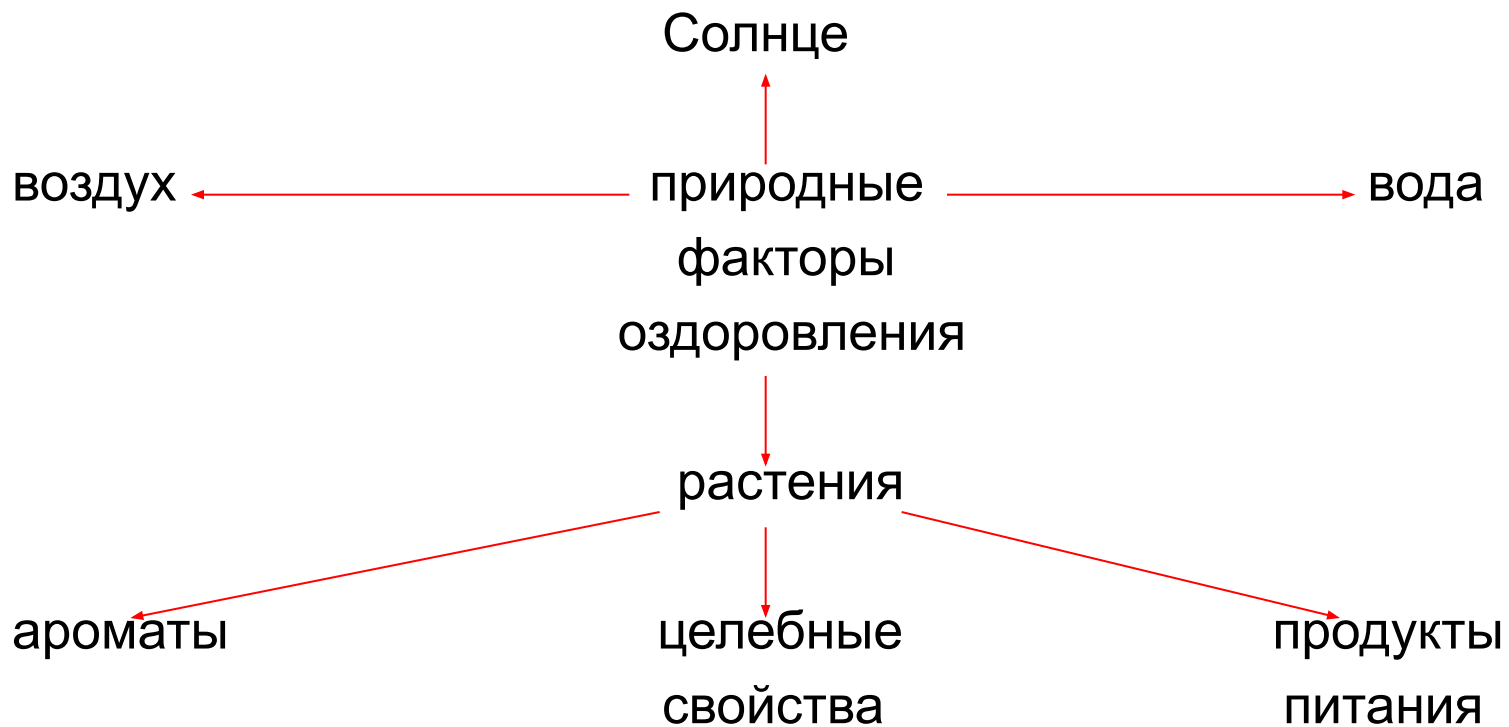 Солнце
воздух природные вода
факторы
оздоровления
растения
ароматы целебные продукты
свойства питания